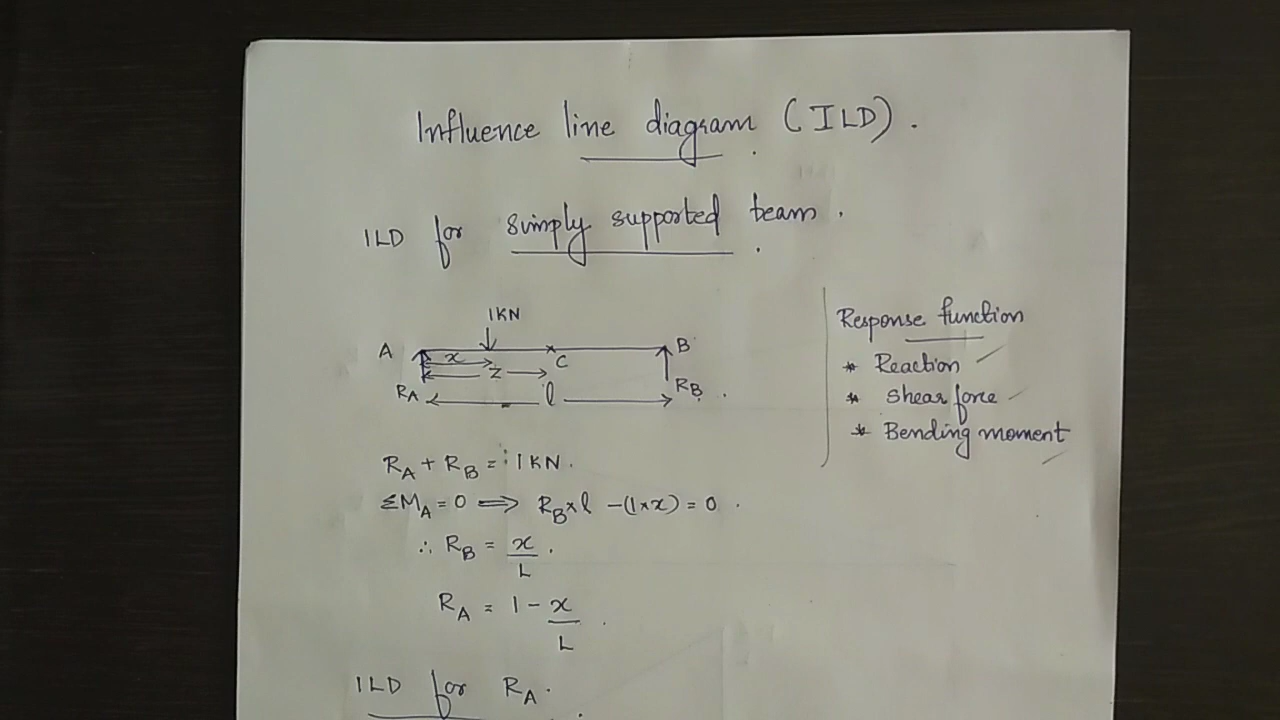 Influence line diagram (ILD).
ILD for simply supported beam.
1KN
A x C B
z
RA l RB.
Response function
* Reaction
* Shear force
* Bending moment
RA + RB = 1KN.
ΣMA = 0 ⟹ RB×l - (1×x) = 0.
∴ RB = x/L.
RA = 1 - x/L.
ILD for RA.